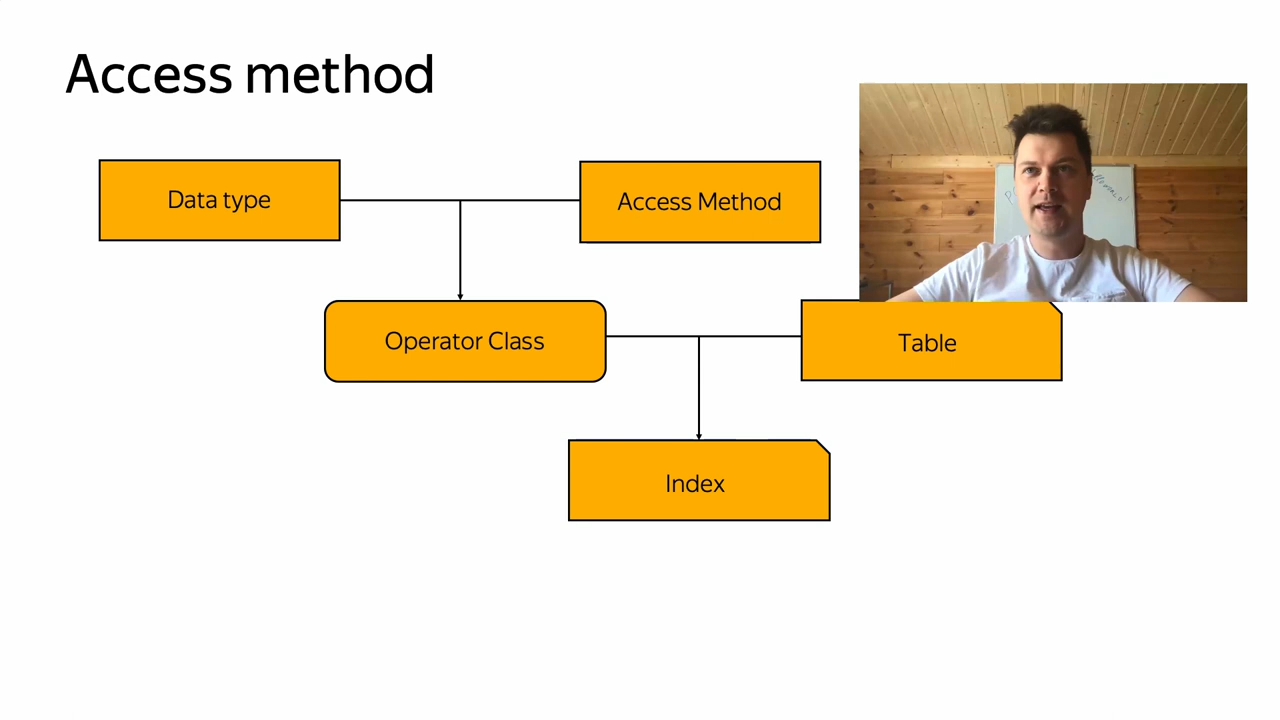 Access method
Data type
Access Method
Operator Class
Table
Index